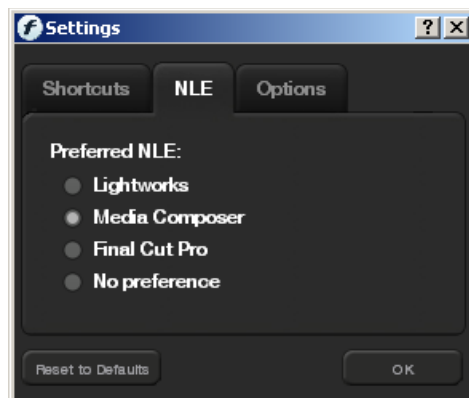 Settings
Shortcuts NLE Options
Preferred NLE:
Lightworks
Media Composer
Final Cut Pro
No preference
Reset to Defaults OK